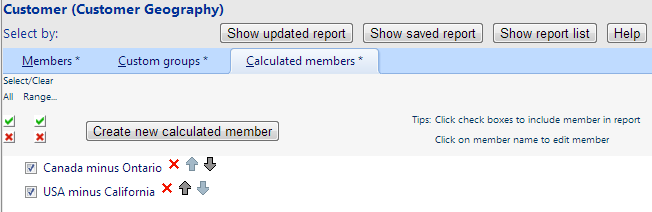 Customer (Customer Geography)
Select by: Show updated report Show saved report Show report list Help
Members * Custom groups * Calculated members *
Select/Clear
All Range...
Tips: Click check boxes to include member in report
Create new calculated member
Click on member name to edit member
Canada minus Ontario
USA minus California